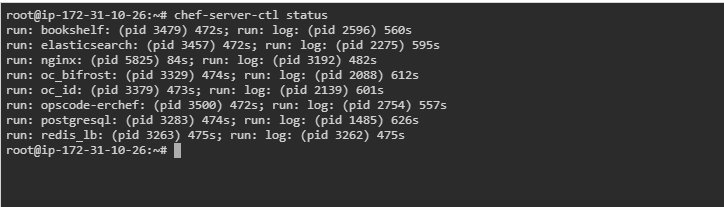 root@ip-172-31-10-26:~# chef-server-ctl status
run: bookshelf: (pid 3479) 472s; run: log: (pid 2596) 560s
run: elasticsearch: (pid 3457) 472s; run: log: (pid 2275) 595s
run: nginx: (pid 5825) 84s; run: log: (pid 3192) 482s
run: oc_bifrost: (pid 3329) 474s; run: log: (pid 2088) 612s
run: oc_id: (pid 3379) 473s; run: log: (pid 2139) 601s
run: opscode-erchef: (pid 3500) 472s; run: log: (pid 2754) 557s
run: postgresql: (pid 3283) 474s; run: log: (pid 1485) 626s
run: redis_lb: (pid 3263) 475s; run: log: (pid 3262) 475s
root@ip-172-31-10-26:~#